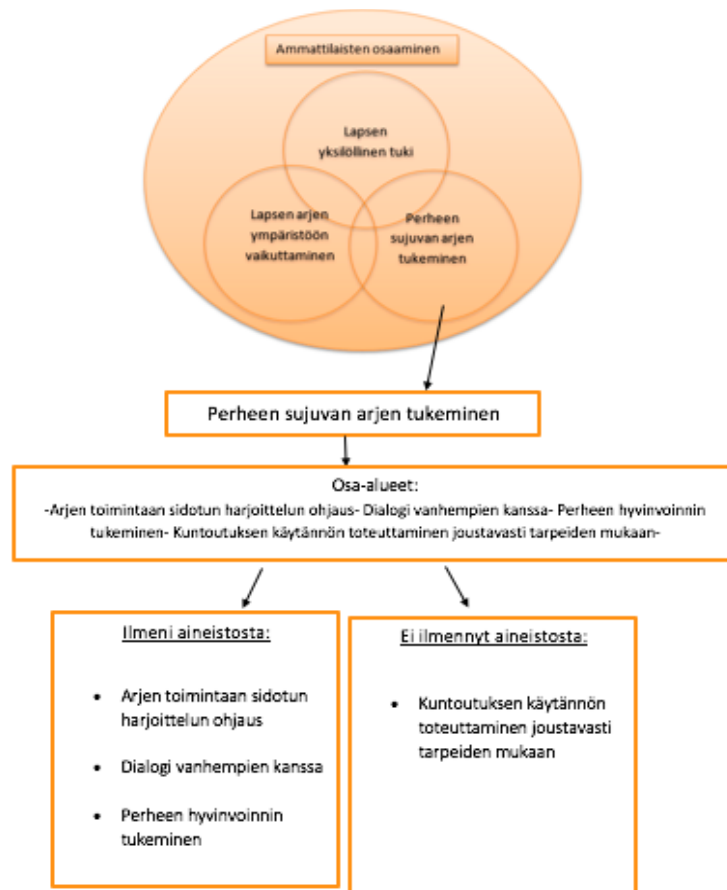 Ammattilaisten osaaminen
Lapsen
yksilöllinen tuki
Lapsen arjen
ympäristöön
vaikuttaminen
Perheen
sujuvan arjen
tukeminen
Perheen sujuvan arjen tukeminen
Osa-alueet:
-Arjen toimintaan sidotun harjoittelun ohjaus- Dialogi vanhempien kanssa- Perheen hyvinvoinnin
tukeminen- Kuntoutuksen käytännön toteuttaminen joustavasti tarpeiden mukaan-
Ilmeni aineistosta:
• Arjen toimintaan sidotun
harjoittelun ohjaus
• Dialogi vanhempien kanssa
• Perheen hyvinvoinnin
tukeminen
Ei ilmennyt aineistosta:
• Kuntoutuksen käytännön
toteuttaminen joustavasti
tarpeiden mukaan